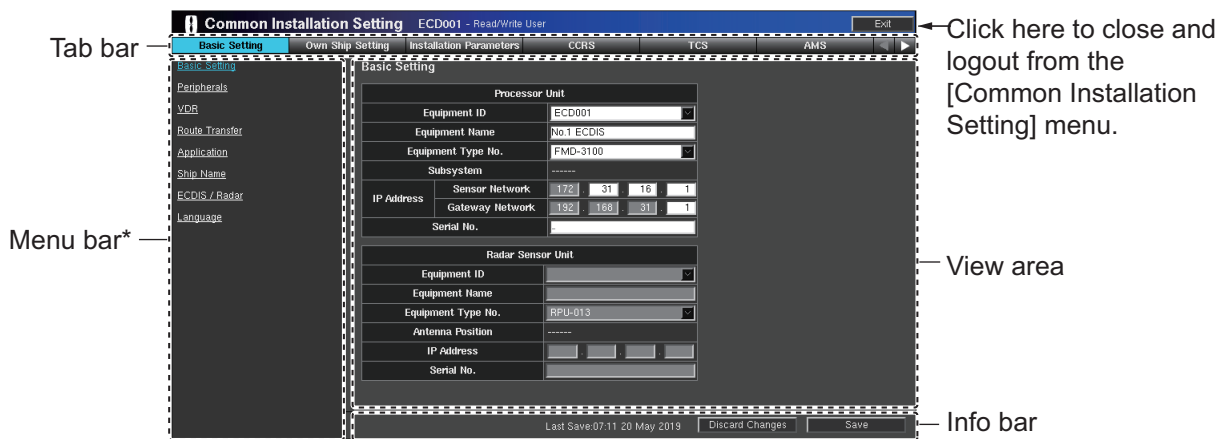 Common Installation Setting ECD001 - Read/Write User Exit
Click here to close and
logout from the
[Common Installation
Setting] menu.
Tab bar
Basic Setting Own Ship Setting Installation Parameters CCRS TCS AMS
Menu bar*
Basic Setting
Peripherals
VDR
Route Transfer
Application
Ship Name
ECDIS / Radar
Language
Basic Setting
Processor Unit
Equipment ID ECD001
Equipment Name No.1 ECDIS
Equipment Type No. FMD-3100
Subsystem ------
IP Address
Sensor Network 172 . 31 . 16 . 1
Gateway Network 192 . 168 . 31 . 1
Serial No. -
Radar Sensor Unit
Equipment ID
Equipment Name
Equipment Type No. RPU-013
Antenna Position ------
IP Address . . .
Serial No.
View area
Last Save:07:11 20 May 2019 Discard Changes Save
Info bar